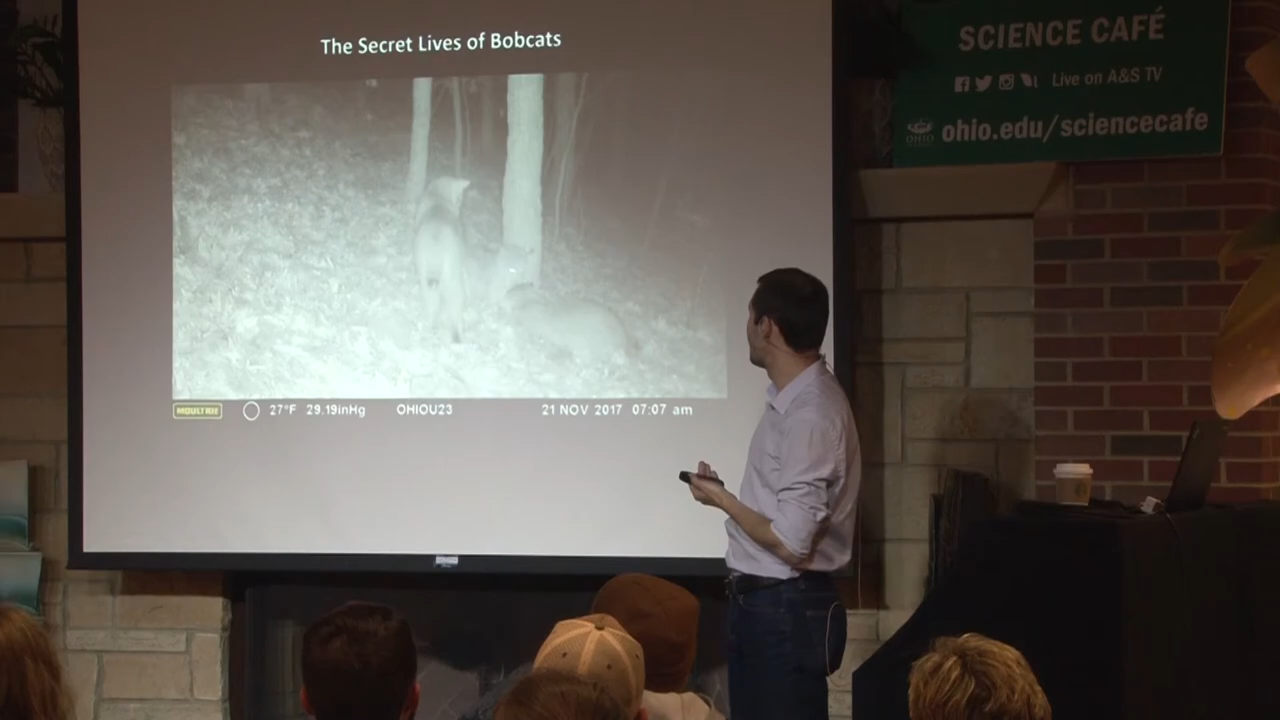 The Secret Lives of Bobcats
MOULTRIE
27°F 29.19inHg OHIOU23 21 NOV 2017 07:07 am
SCIENCE CAFÉ
Live on A&S TV
OHIO
ohio.edu/sciencecafe